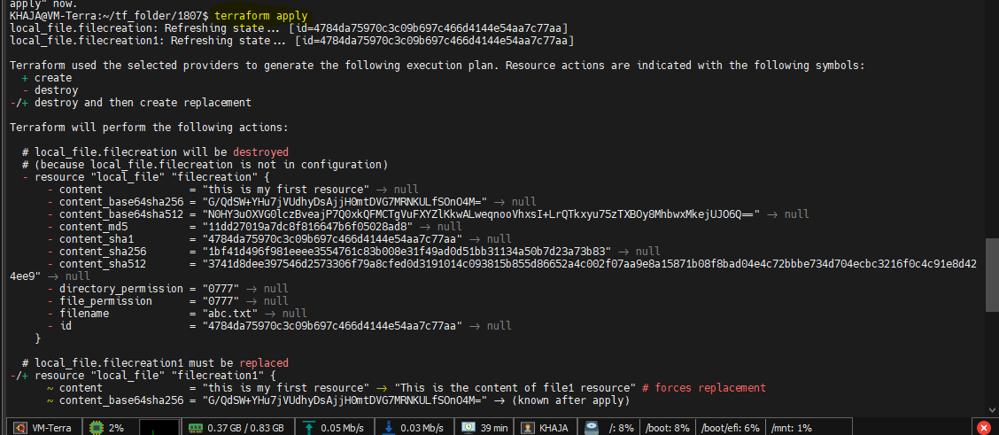 apply" now.
KHAJA@VM-Terra:~/tf_folder/1807$ terraform apply
local_file.filecreation: Refreshing state... [id=4784da75970c3c09b697c466d4144e54aa7c77aa]
local_file.filecreation1: Refreshing state... [id=4784da75970c3c09b697c466d4144e54aa7c77aa]
Terraform used the selected providers to generate the following execution plan. Resource actions are indicated with the following symbols:
+ create
- destroy
-/+ destroy and then create replacement
Terraform will perform the following actions:
# local_file.filecreation will be destroyed
# (because local_file.filecreation is not in configuration)
- resource "local_file" "filecreation" {
- content = "this is my first resource" → null
- content_base64sha256 = "G/QdSW+YHu7jVUdhyDsAjjH0mtDVG7MRNKULfSOnO4M=" → null
- content_base64sha512 = "N0HY3uOXVG0lczBveajP7Q0xkQFMCTgVuFXYZlKkwALweqnooVhxsI+LrQTkxyu75zTXBOy8MhbwxMkejUJO6Q==" → null
- content_md5 = "11dd27019a7dc8f816647b6f05028ad8" → null
- content_sha1 = "4784da75970c3c09b697c466d4144e54aa7c77aa" → null
- content_sha256 = "1bf41d496f981eeee3554761c83b008e31f49ad0d51bb31134a50b7d23a73b83" → null
- content_sha512 = "3741d8dee397546d2573306f79a8cfed0d3191014c093815b855d86652a4c002f07aa9e8a15871b08f8bad04e4c72bbbe734d704ecbc3216f0c4c91e8d42
4ee9" → null
- directory_permission = "0777" → null
- file_permission = "0777" → null
- filename = "abc.txt" → null
- id = "4784da75970c3c09b697c466d4144e54aa7c77aa" → null
}
# local_file.filecreation1 must be replaced
-/+ resource "local_file" "filecreation1" {
~ content = "this is my first resource" → "This is the content of file1 resource" # forces replacement
~ content_base64sha256 = "G/QdSW+YHu7jVUdhyDsAjjH0mtDVG7MRNKULfSOnO4M=" → (known after apply)
VM-Terra 2% 0.37 GB / 0.83 GB 0.05 Mb/s 0.03 Mb/s 39 min KHAJA /: 8% /boot: 8% /boot/efi: 6% /mnt: 1%